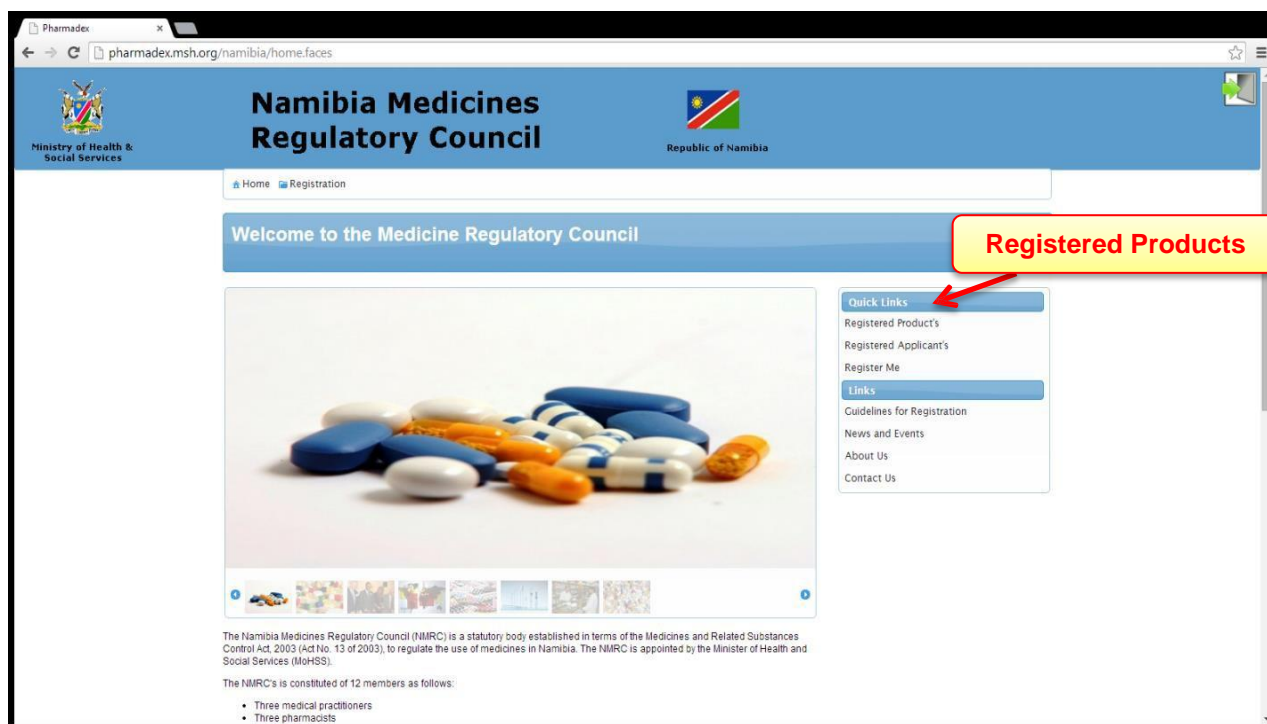 Pharmadex
pharmadex.msh.org/namibia/home.faces
Ministry of Health &
Social Services
Namibia Medicines
Regulatory Council
Republic of Namibia
Home Registration
Welcome to the Medicine Regulatory Council
Registered Products
Quick Links
Registered Product's
Registered Applicant's
Register Me
Links
Guidelines for Registration
News and Events
About Us
Contact Us
The Namibia Medicines Regulatory Council (NMRC) is a statutory body established in terms of the Medicines and Related Substances
Control Act, 2003 (Act No. 13 of 2003), to regulate the use of medicines in Namibia. The NMRC is appointed by the Minister of Health and
Social Services (MoHSS).
The NMRC's is constituted of 12 members as follows:
• Three medical practitioners
• Three pharmacists